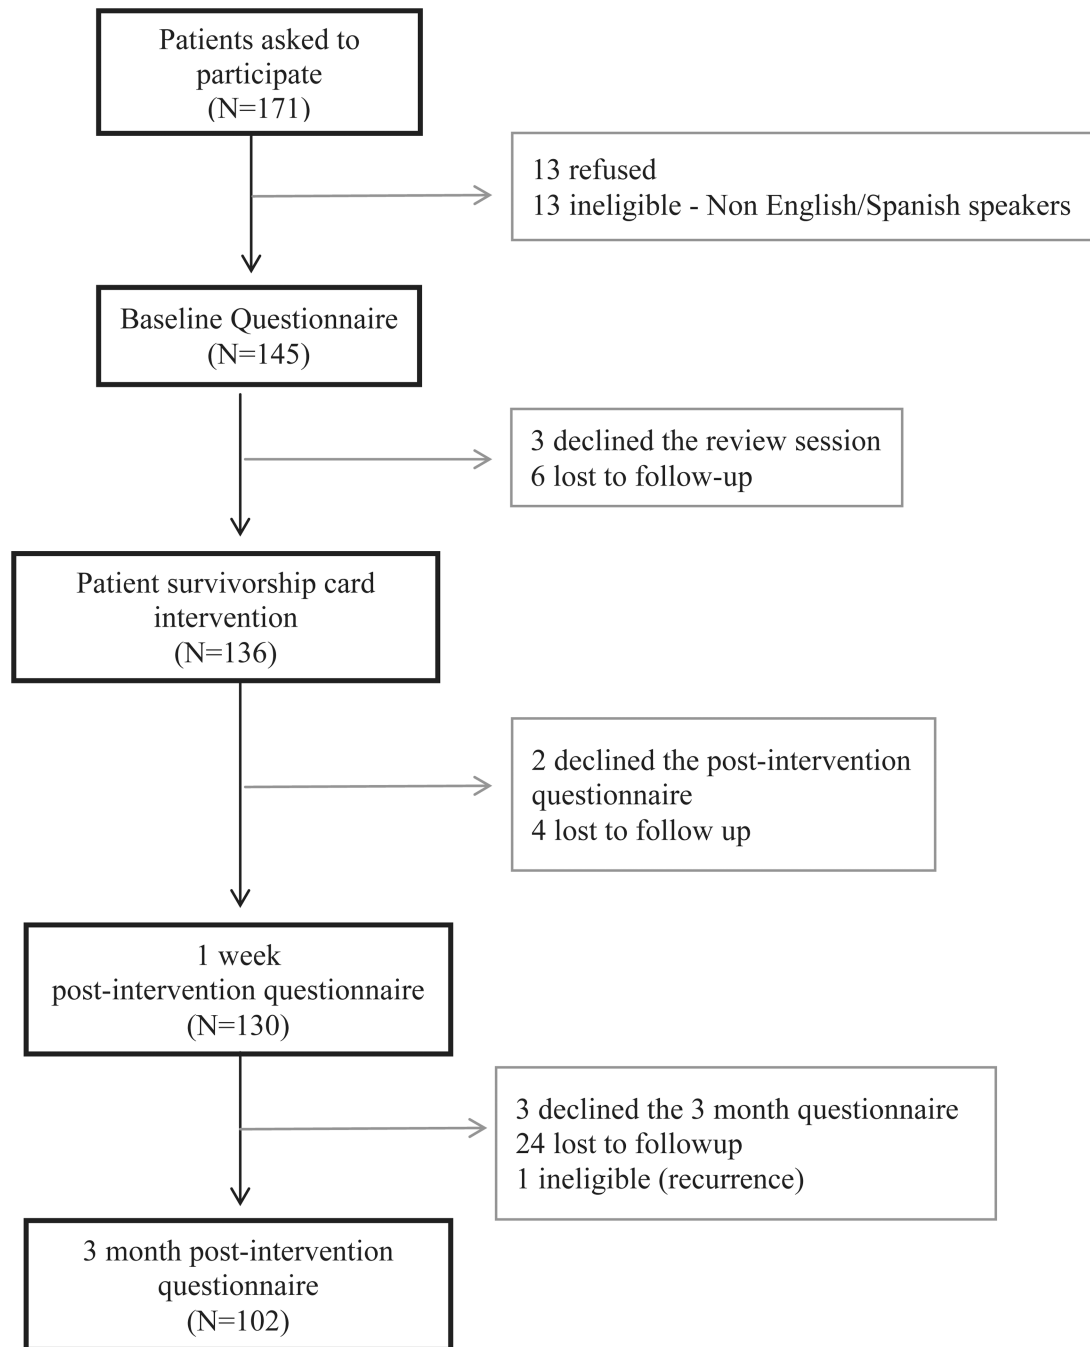 Patients asked to
participate
(N=171)
13 refused
13 ineligible - Non English/Spanish speakers
Baseline Questionnaire
(N=145)
3 declined the review session
6 lost to follow-up
Patient survivorship card
intervention
(N=136)
2 declined the post-intervention
questionnaire
4 lost to follow up
1 week
post-intervention questionnaire
(N=130)
3 declined the 3 month questionnaire
24 lost to followup
1 ineligible (recurrence)
3 month post-intervention
questionnaire
(N=102)